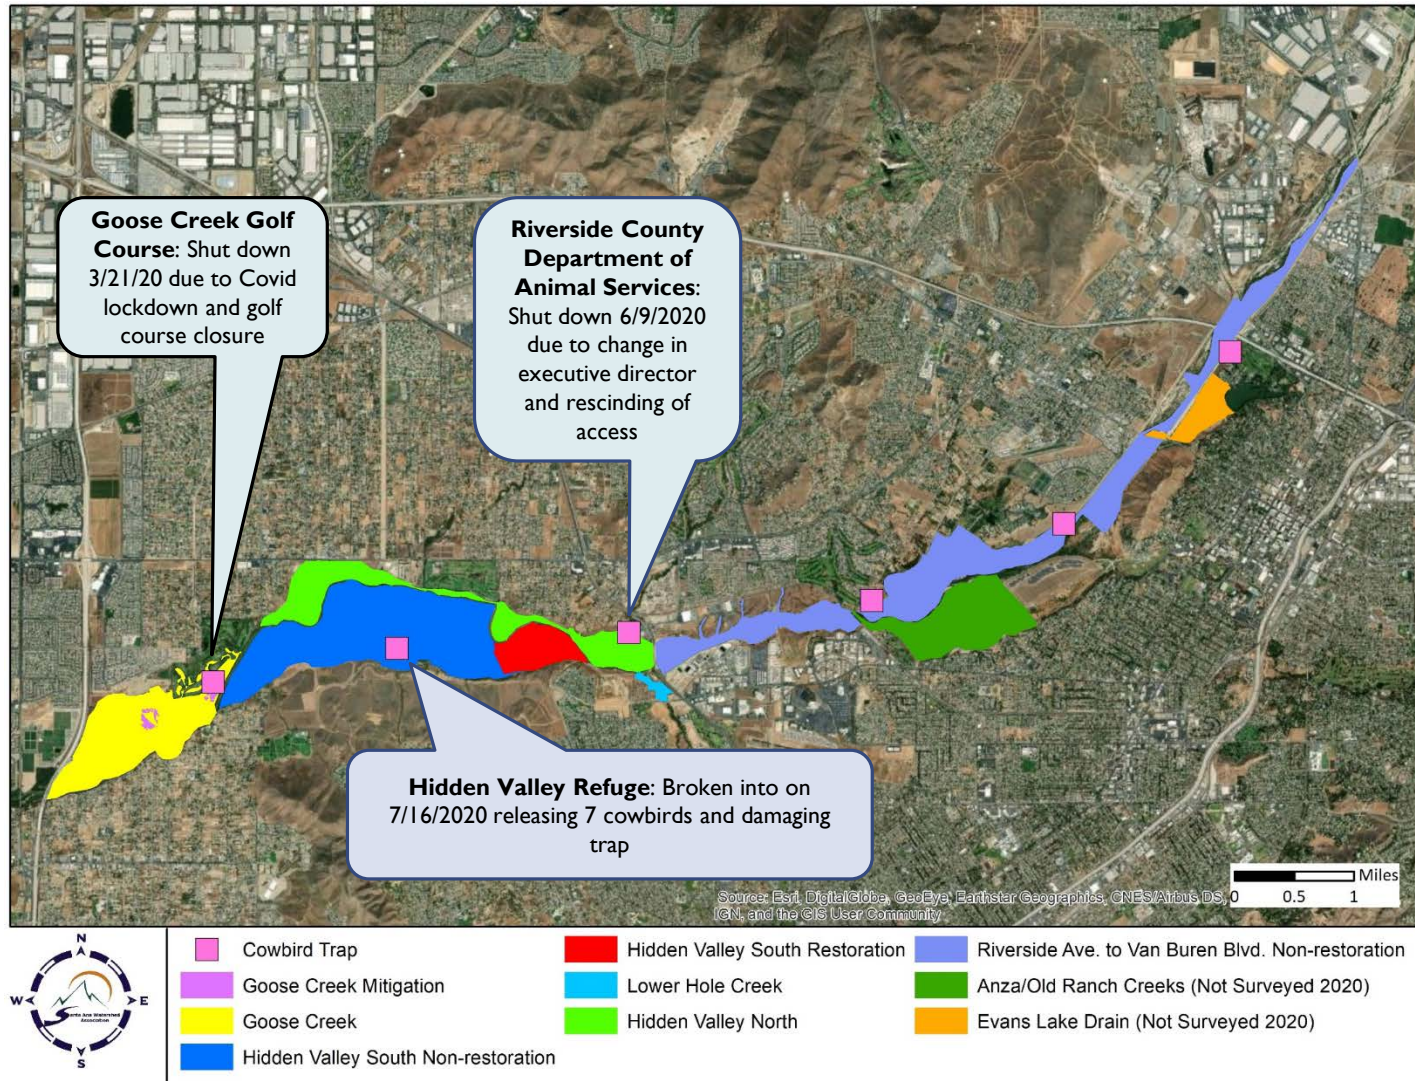 Goose Creek Golf
Course: Shut down
3/21/20 due to Covid
lockdown and golf
course closure
Riverside County
Department of
Animal Services:
Shut down 6/9/2020
due to change in
executive director
and rescinding of
access
Hidden Valley Refuge: Broken into on
7/16/2020 releasing 7 cowbirds and damaging
trap
Miles
0 0.5 1
Source: Esri, DigitalGlobe, GeoEye, Earthstar Geographics, CNES/Airbus DS,
IGN, and the GIS User Community
N
W E
S
Santa Ana Watershed
Association
Cowbird Trap
Goose Creek Mitigation
Goose Creek
Hidden Valley South Non-restoration
Hidden Valley South Restoration
Lower Hole Creek
Hidden Valley North
Riverside Ave. to Van Buren Blvd. Non-restoration
Anza/Old Ranch Creeks (Not Surveyed 2020)
Evans Lake Drain (Not Surveyed 2020)